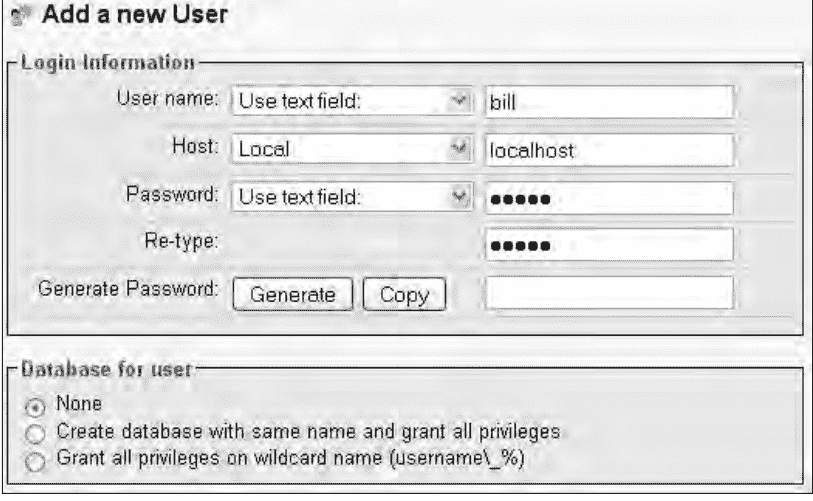 Add a new User
Login Information
User name: Use text field: bill
Host: Local localhost
Password: Use text field: •••••
Re-type: •••••
Generate Password: Generate Copy
Database for user
None
Create database with same name and grant all privileges
Grant all privileges on wildcard name (username\_%)